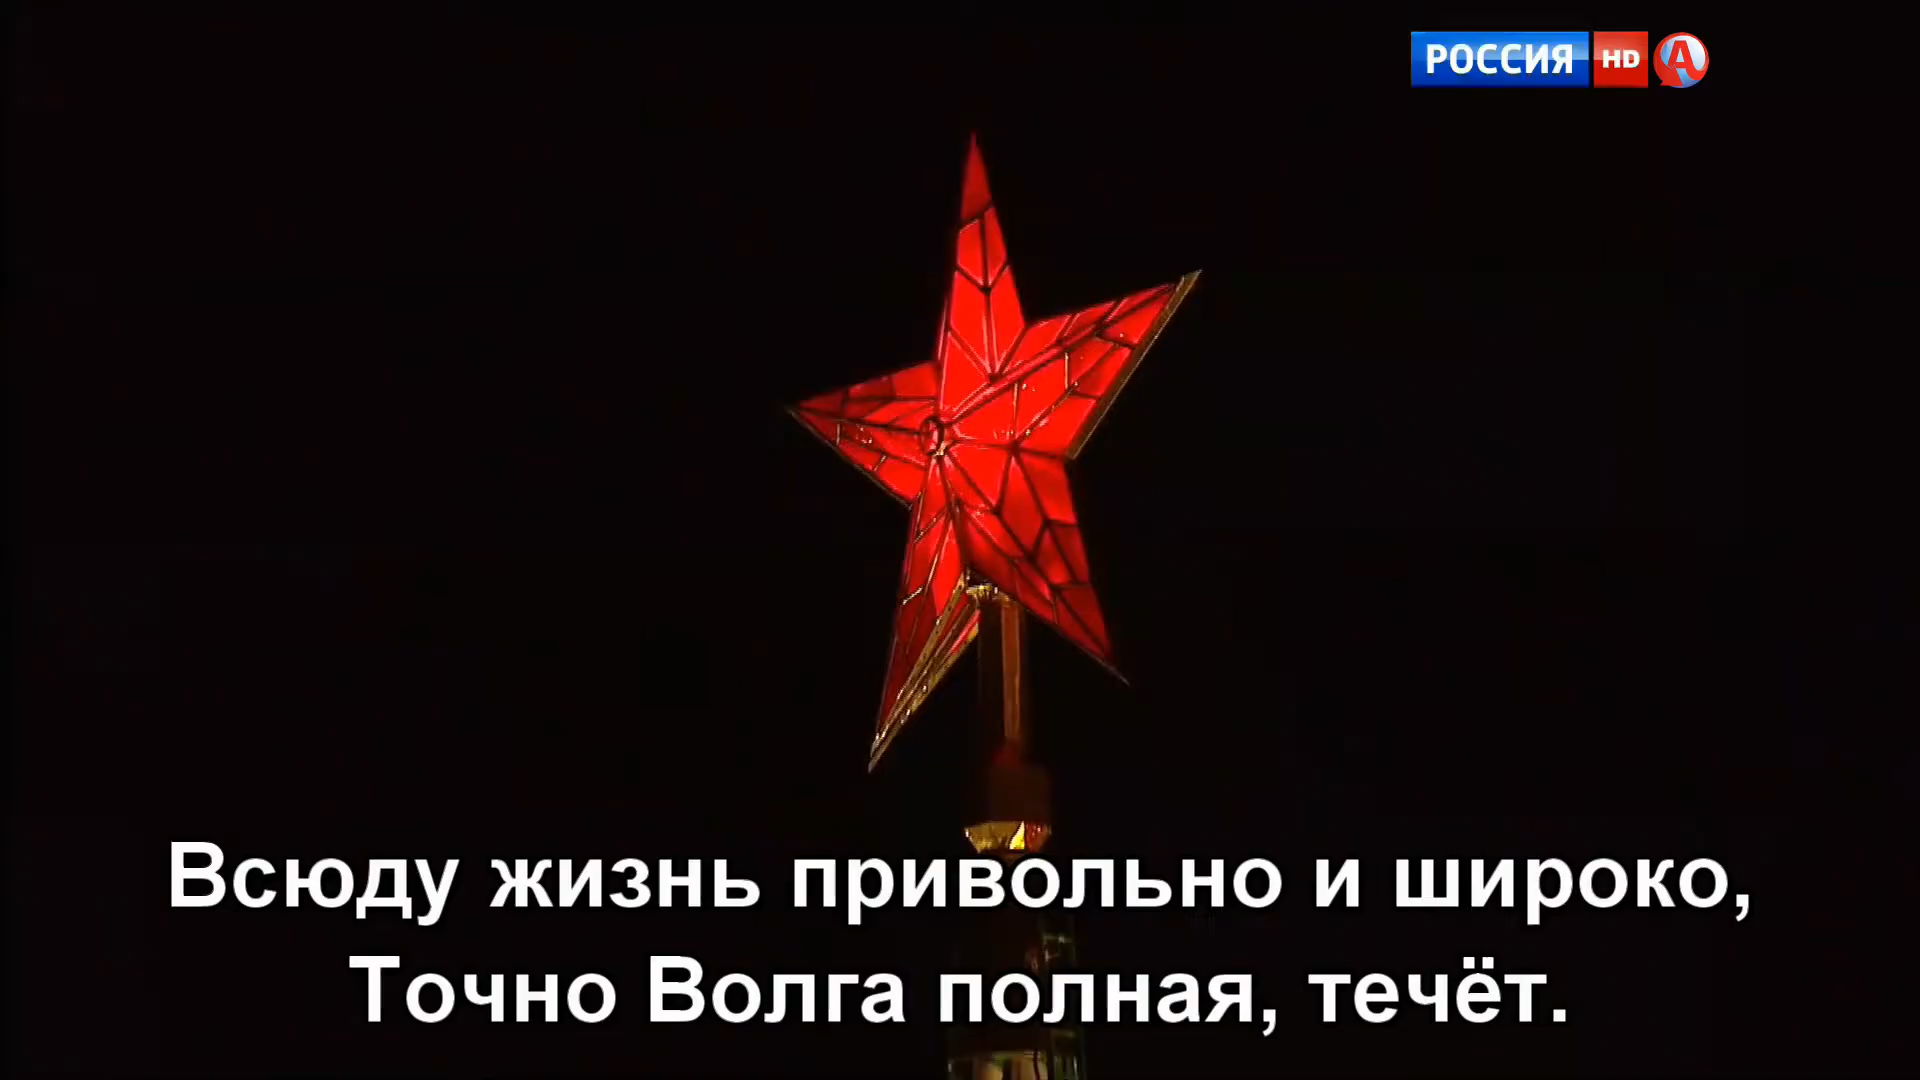 РОССИЯ HD А
Всюду жизнь привольно и широко,
Точно Волга полная, течёт.